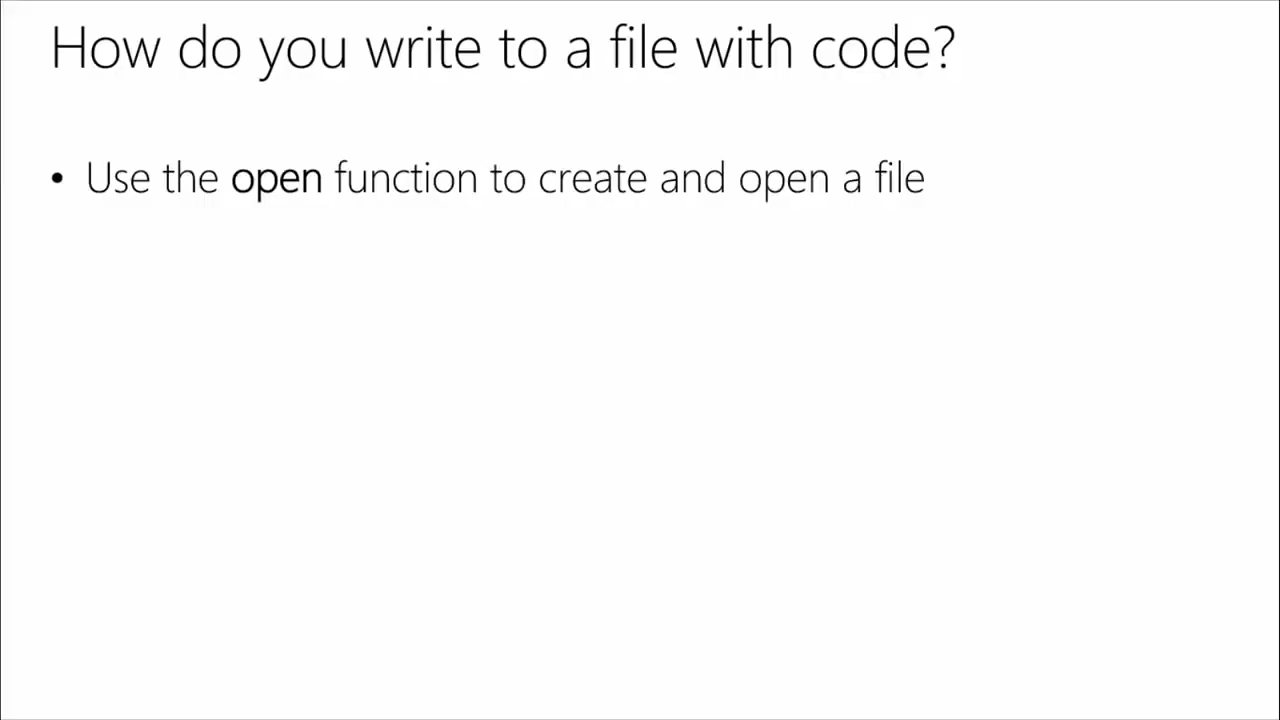 How do you write to a file with code?
• Use the open function to create and open a file